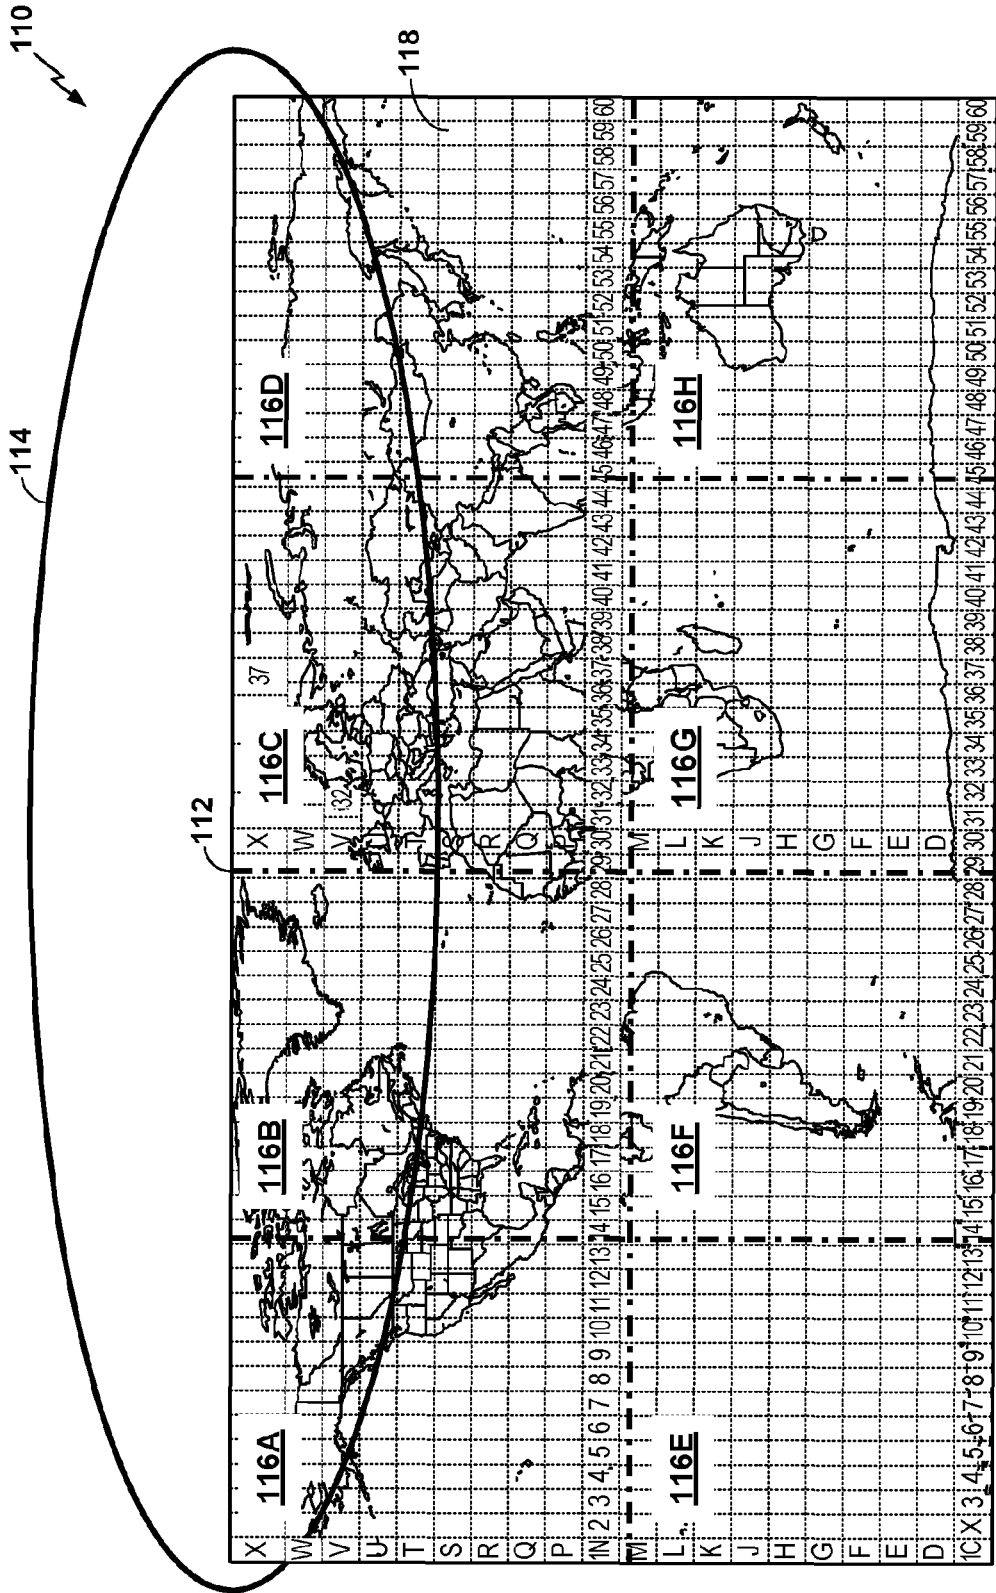 110
114
112
118
116A
116B
116C
116D
37
32
X
W
V
U
T
S
R
Q
P
X
W
V
U
T
S
R
Q
P
1N 2 3 4 5 6 7 8 9 10 11 12 13 14 15 16 17 18 19 20 21 22 23 24 25 26 27 28 29 30 31 32 33 34 35 36 37 38 39 40 41 42 43 44 45 46 47 48 49 50 51 52 53 54 55 56 57 58 59 60
116E
116F
116G
116H
M
L
K
J
H
G
F
E
D
M
L
K
J
H
G
F
E
D
1C X 3 4 5 6 7 8 9 10 11 12 13 14 15 16 17 18 19 20 21 22 23 24 25 26 27 28 29 30 31 32 33 34 35 36 37 38 39 40 41 42 43 44 45 46 47 48 49 50 51 52 53 54 55 56 57 58 59 60